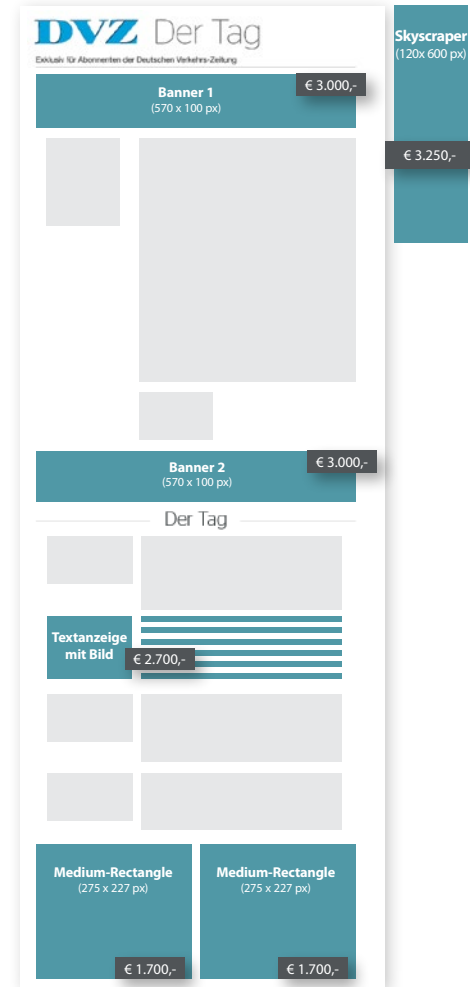 DVZ Der Tag
Exklusiv für Abonnenten der Deutschen Verkehrs-Zeitung
Banner 1
(570 x 100 px)
€ 3.000,-
Skyscraper
(120x 600 px)
€ 3.250,-
Banner 2
(570 x 100 px)
€ 3.000,-
Der Tag
Textanzeige
mit Bild
€ 2.700,-
Medium-Rectangle
(275 x 227 px)
€ 1.700,-
Medium-Rectangle
(275 x 227 px)
€ 1.700,-